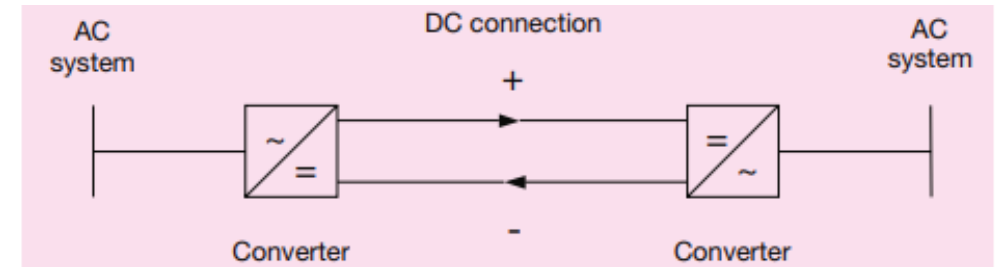 AC
system
DC connection
AC
system
+
~
=
=
~
-
Converter
Converter